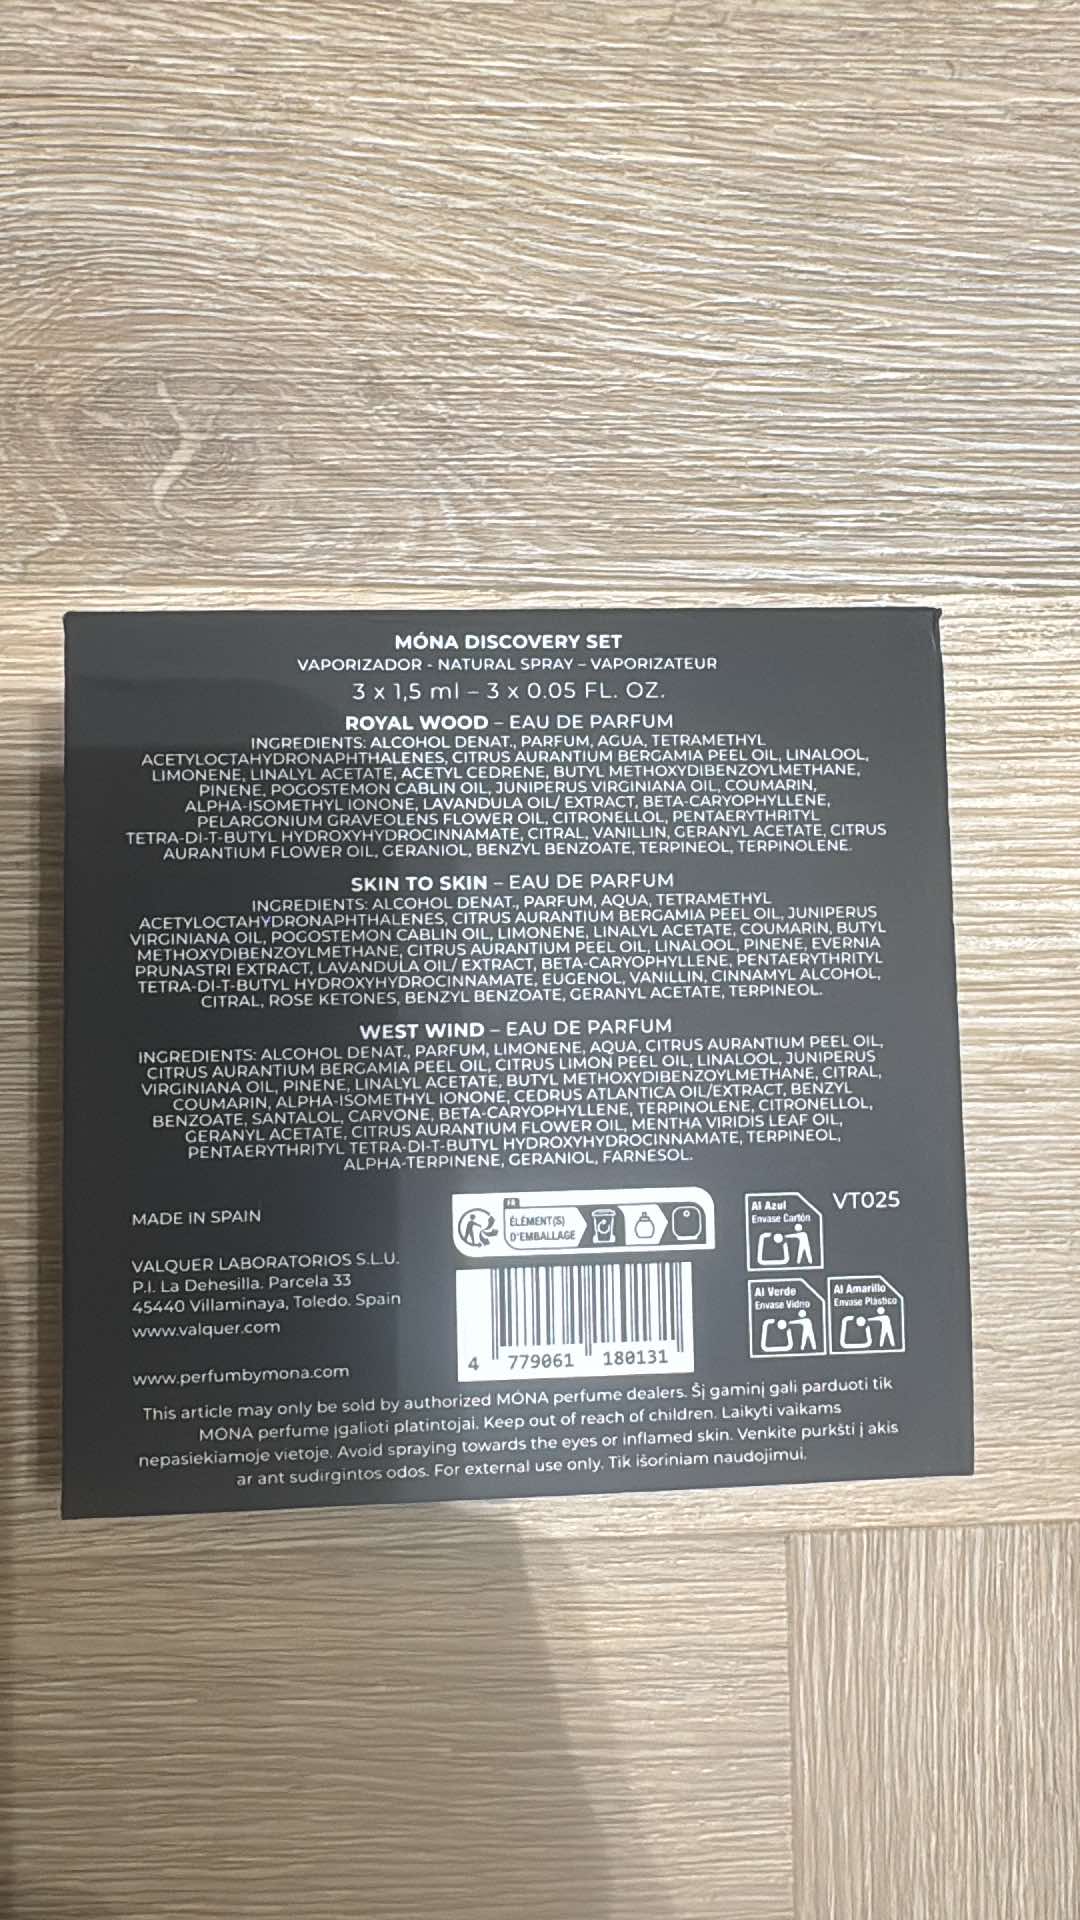 MÓNA DISCOVERY SET
VAPORIZADOR - NATURAL SPRAY – VAPORIZATEUR
3 x 1,5 ml – 3 x 0.05 FL. OZ.
ROYAL WOOD – EAU DE PARFUM
INGREDIENTS: ALCOHOL DENAT., PARFUM, AGUA, TETRAMETHYL
ACETYLOCTAHYDRONAPHTHALENES, CITRUS AURANTIUM BERGAMIA PEEL OIL, LINALOOL,
LIMONENE, LINALYL ACETATE, ACETYL CEDRENE, BUTYL METHOXYDIBENZOYLMETHANE,
PINENE, POGOSTEMON CABLIN OIL, JUNIPERUS VIRGINIANA OIL, COUMARIN,
ALPHA-ISOMETHYL IONONE, LAVANDULA OIL/ EXTRACT, BETA-CARYOPHYLLENE,
PELARGONIUM GRAVEOLENS FLOWER OIL, CITRONELLOL, PENTAERYTHRITYL
TETRA-DI-T-BUTYL HYDROXYHYDROCINNAMATE, CITRAL, VANILLIN, GERANYL ACETATE, CITRUS
AURANTIUM FLOWER OIL, GERANIOL, BENZYL BENZOATE, TERPINEOL, TERPINOLENE.
SKIN TO SKIN – EAU DE PARFUM
INGREDIENTS: ALCOHOL DENAT., PARFUM, AQUA, TETRAMETHYL
ACETYLOCTAHYDRONAPHTHALENES, CITRUS AURANTIUM BERGAMIA PEEL OIL, JUNIPERUS
VIRGINIANA OIL, POGOSTEMON CABLIN OIL, LIMONENE, LINALYL ACETATE, COUMARIN, BUTYL
METHOXYDIBENZOYLMETHANE, CITRUS AURANTIUM PEEL OIL, LINALOOL, PINENE, EVERNIA
PRUNASTRI EXTRACT, LAVANDULA OIL/ EXTRACT, BETA-CARYOPHYLLENE, PENTAERYTHRITYL
TETRA-DI-T-BUTYL HYDROXYHYDROCINNAMATE, EUGENOL, VANILLIN, CINNAMYL ALCOHOL,
CITRAL, ROSE KETONES, BENZYL BENZOATE, GERANYL ACETATE, TERPINEOL.
WEST WIND – EAU DE PARFUM
INGREDIENTS: ALCOHOL DENAT., PARFUM, LIMONENE, AQUA, CITRUS AURANTIUM PEEL OIL,
CITRUS AURANTIUM BERGAMIA PEEL OIL, CITRUS LIMON PEEL OIL, LINALOOL, JUNIPERUS
VIRGINIANA OIL, PINENE, LINALYL ACETATE, BUTYL METHOXYDIBENZOYLMETHANE, CITRAL,
COUMARIN, ALPHA-ISOMETHYL IONONE, CEDRUS ATLANTICA OIL/EXTRACT, BENZYL
BENZOATE, SANTALOL, CARVONE, BETA-CARYOPHYLLENE, TERPINOLENE, CITRONELLOL,
GERANYL ACETATE, CITRUS AURANTIUM FLOWER OIL, MENTHA VIRIDIS LEAF OIL,
PENTAERYTHRITYL TETRA-DI-T-BUTYL HYDROXYHYDROCINNAMATE, TERPINEOL,
ALPHA-TERPINENE, GERANIOL, FARNESOL.
MADE IN SPAIN
VALQUER LABORATORIOS S.L.U.
P.I. La Dehesilla. Parcela 33
45440 Villaminaya, Toledo. Spain
www.valquer.com
www.perfumbymona.com
FR
ÉLÉMENT(S)
D'EMBALLAGE
4 779061 180131
Al Azul
Envase Cartón
VT025
Al Verde
Envase Vidrio
Al Amarillo
Envase Plástico
This article may only be sold by authorized MÓNA perfume dealers. Šį gaminį gali parduoti tik
MÓNA perfume įgalioti platintojai. Keep out of reach of children. Laikyti vaikams
nepasiekiamoje vietoje. Avoid spraying towards the eyes or inflamed skin. Venkite purkšti į akis
ar ant sudirgintos odos. For external use only. Tik išoriniam naudojimui.